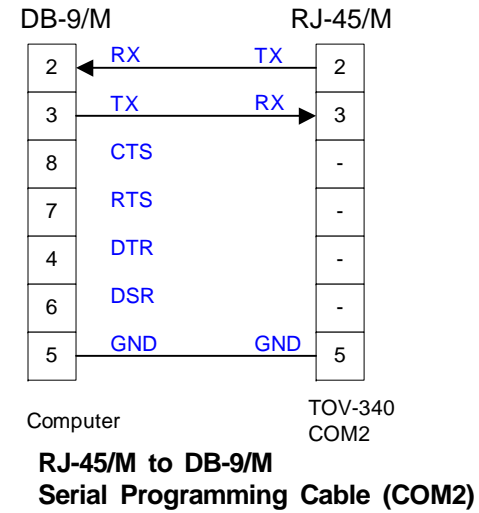 DB-9/M RJ-45/M
2 RX TX 2
3 TX RX 3
8 CTS -
7 RTS -
4 DTR -
6 DSR -
5 GND GND 5
Computer TOV-340
COM2
RJ-45/M to DB-9/M
Serial Programming Cable (COM2)